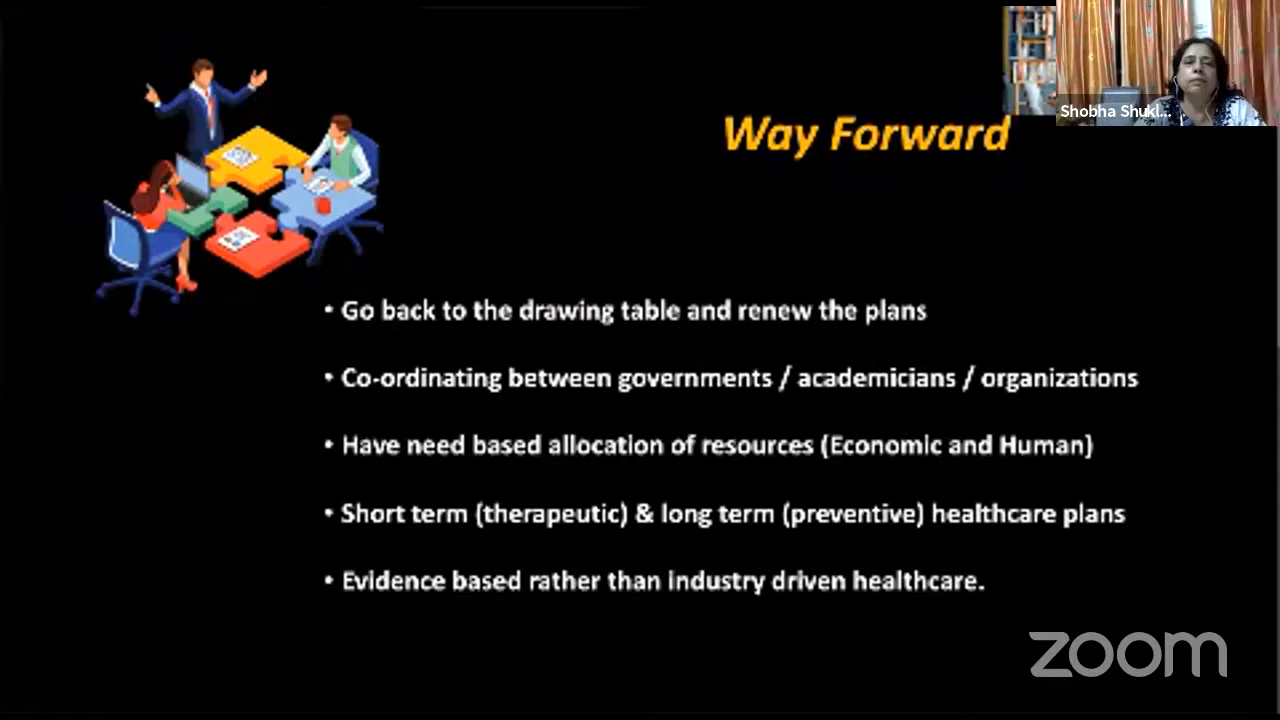 Shobha Shukl...
Way Forward
• Go back to the drawing table and renew the plans
• Co-ordinating between governments / academicians / organizations
• Have need based allocation of resources (Economic and Human)
• Short term (therapeutic) & long term (preventive) healthcare plans
• Evidence based rather than industry driven healthcare.
zoom